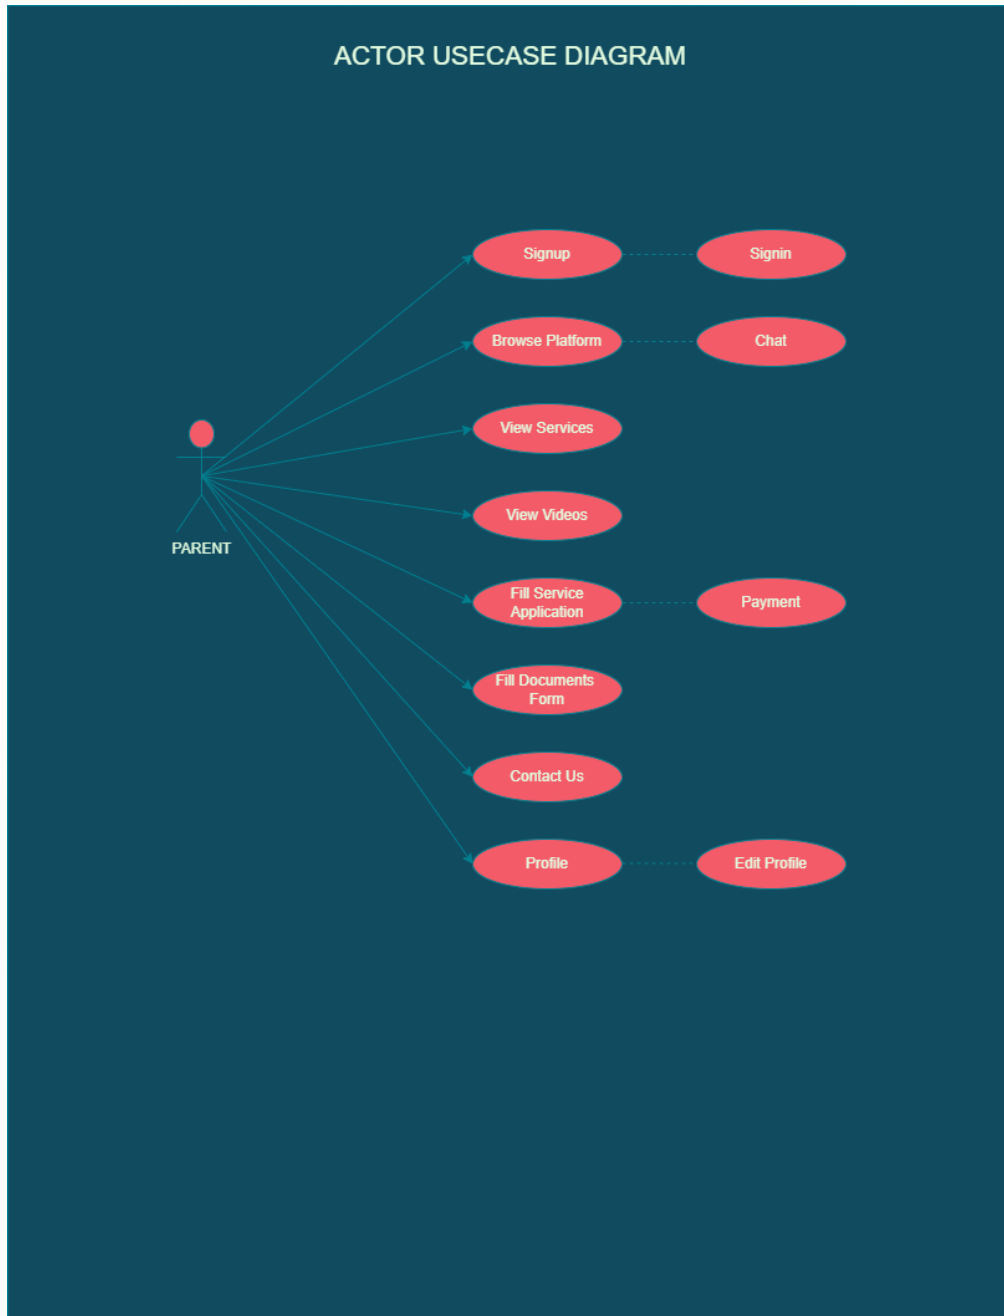 ACTOR USECASE DIAGRAM
Signup
Signin
Browse Platform
Chat
View Services
View Videos
PARENT
Fill Service
Application
Payment
Fill Documents
Form
Contact Us
Profile
Edit Profile